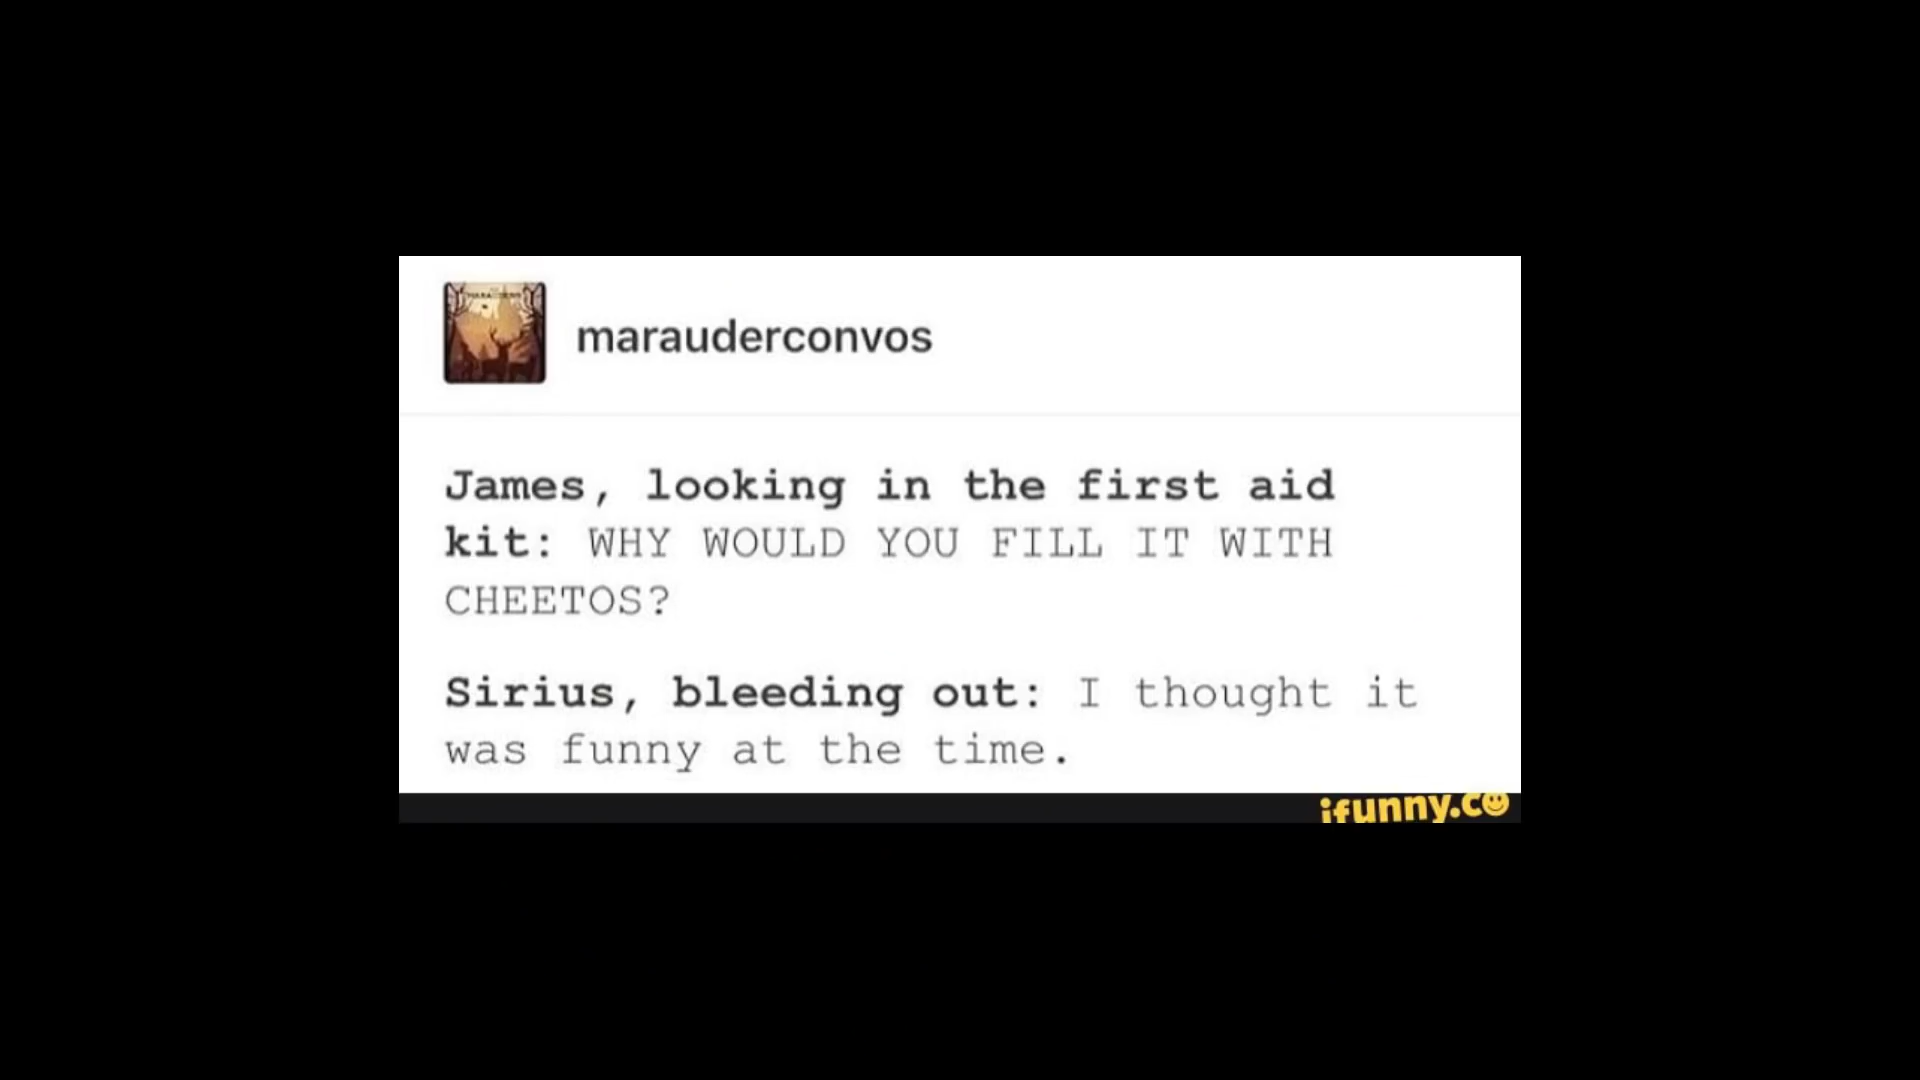 marauderconvos
James, looking in the first aid
kit: WHY WOULD YOU FILL IT WITH
CHEETOS?
Sirius, bleeding out: I thought it
was funny at the time.
ifunny.co